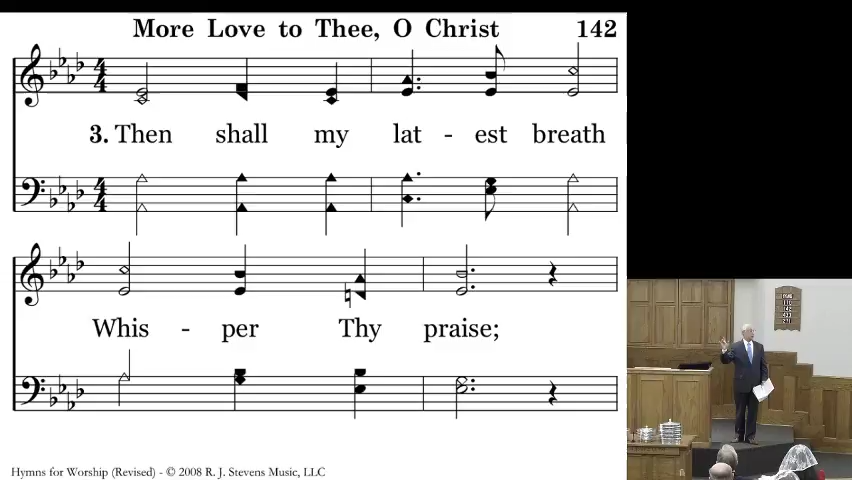 More Love to Thee, O Christ 142
3. Then shall my lat - est breath
Whis - per Thy praise;
Hymns for Worship (Revised) - © 2008 R. J. Stevens Music, LLC